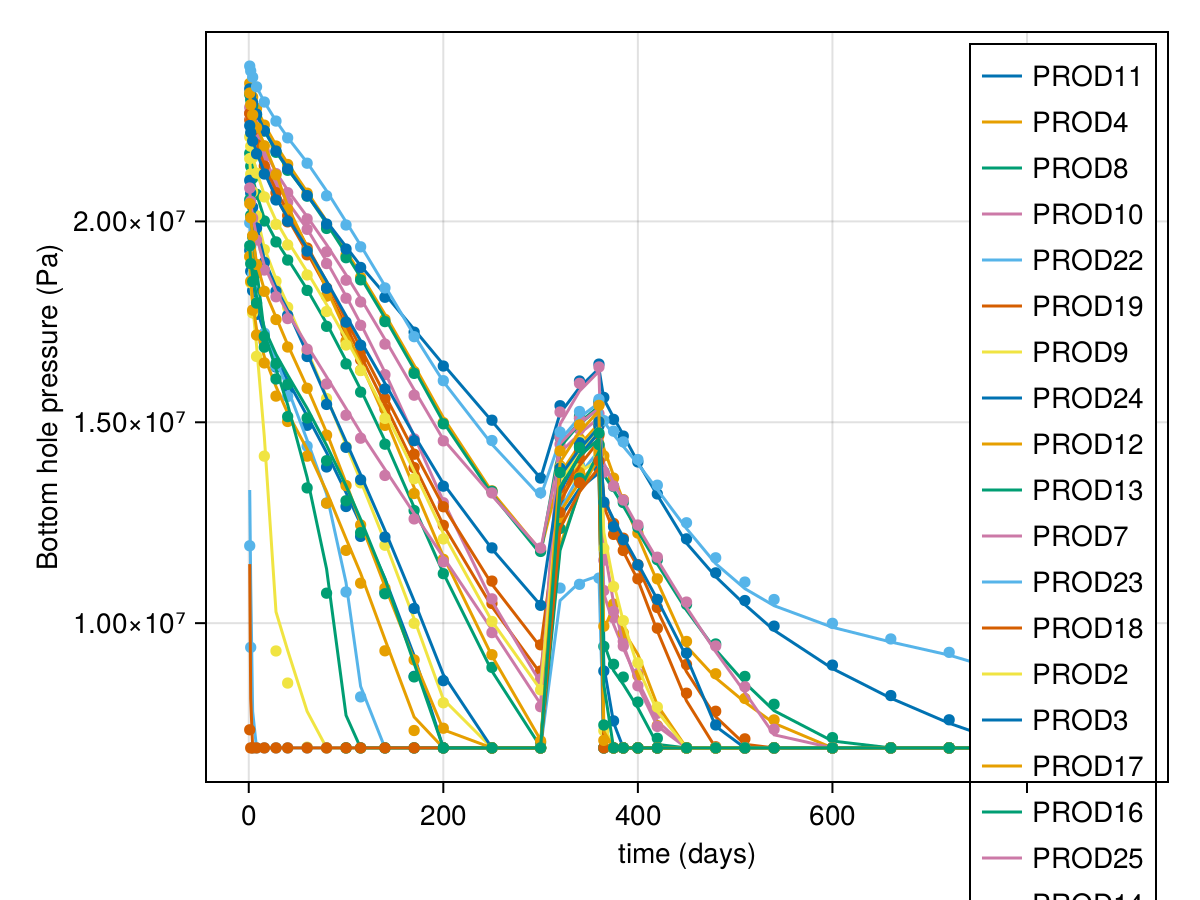 Bottom hole pressure (Pa)
2.00×10⁷
1.50×10⁷
1.00×10⁷
0
200
400
600
time (days)
PROD11
PROD4
PROD8
PROD10
PROD22
PROD19
PROD9
PROD24
PROD12
PROD13
PROD7
PROD23
PROD18
PROD2
PROD3
PROD17
PROD16
PROD25
PROD14